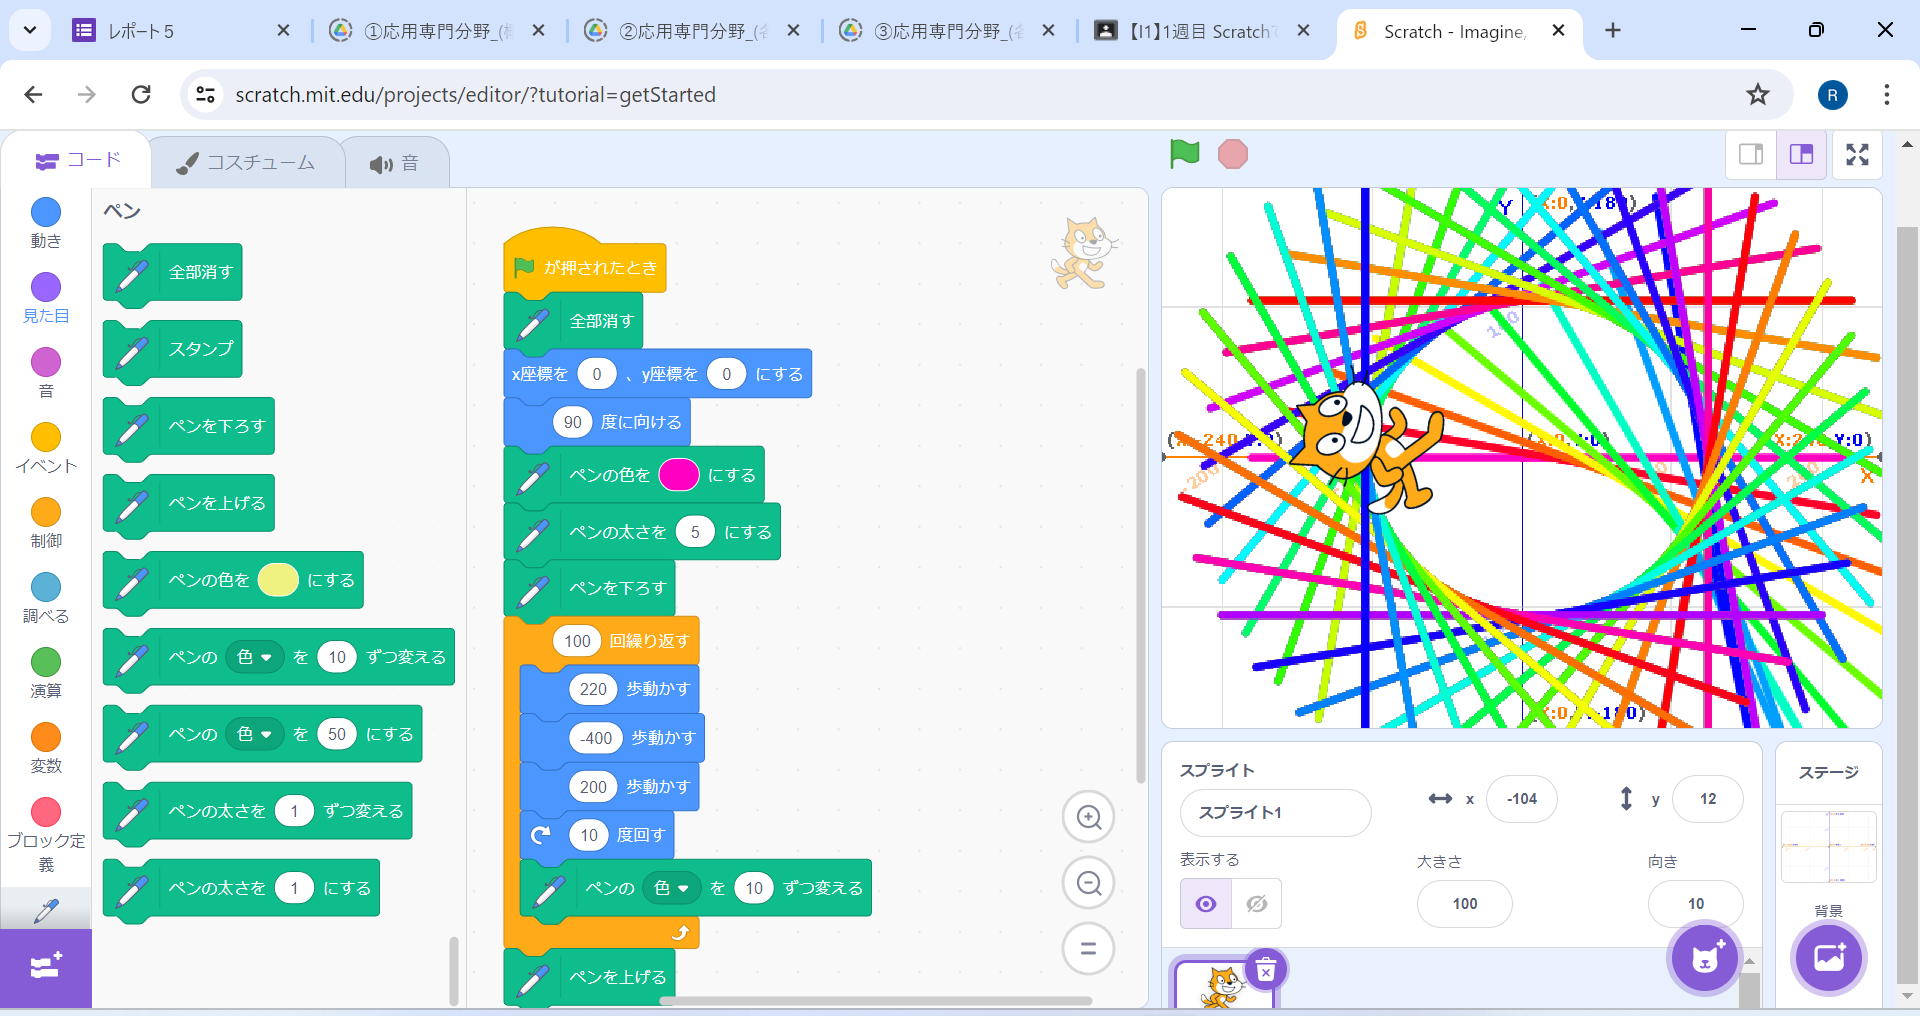 レポート 5
①応用専門分野_(
②応用専門分野_(
③応用専門分野_(
【I1】1週目 Scratch
Scratch - Imagine,
scratch.mit.edu/projects/editor/?tutorial=getStarted
R
コード
コスチューム
音
動き
見た目
音
イベント
制御
調べる
演算
変数
ブロック定
義
ペン
全部消す
スタンプ
ペンを下ろす
ペンを上げる
ペンの色を にする
ペンの 色 を 10 ずつ変える
ペンの 色 を 50 にする
ペンの太さを 1 ずつ変える
ペンの太さを 1 にする
が押されたとき
全部消す
x座標を 0 、y座標を 0 にする
90 度に向ける
ペンの色を にする
ペンの太さを 5 にする
ペンを下ろす
100 回繰り返す
220 歩動かす
-400 歩動かす
200 歩動かす
10 度回す
ペンの 色 を 10 ずつ変える
ペンを上げる
Y
X
スプライト
スプライト1
x -104
y 12
表示する
大きさ
100
向き
10
ステージ
背景